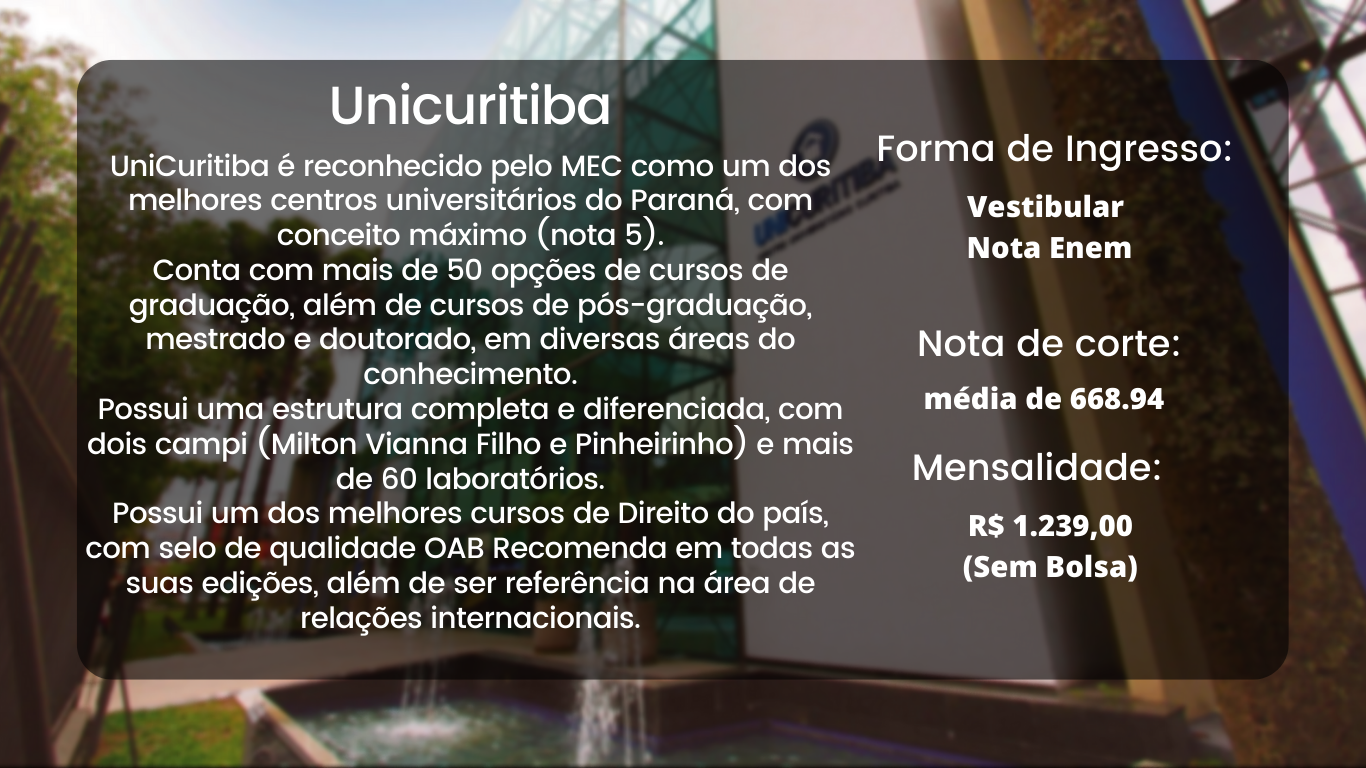 Unicuritiba
UniCuritiba é reconhecido pelo MEC como um dos
melhores centros universitários do Paraná, com
conceito máximo (nota 5).
Conta com mais de 50 opções de cursos de
graduação, além de cursos de pós-graduação,
mestrado e doutorado, em diversas áreas do
conhecimento.
Possui uma estrutura completa e diferenciada, com
dois campi (Milton Vianna Filho e Pinheirinho) e mais
de 60 laboratórios.
Possui um dos melhores cursos de Direito do país,
com selo de qualidade OAB Recomenda em todas as
suas edições, além de ser referência na área de
relações internacionais.
Forma de Ingresso:
Vestibular
Nota Enem
Nota de corte:
média de 668.94
Mensalidade:
R$ 1.239,00
(Sem Bolsa)
UNICURITIBA